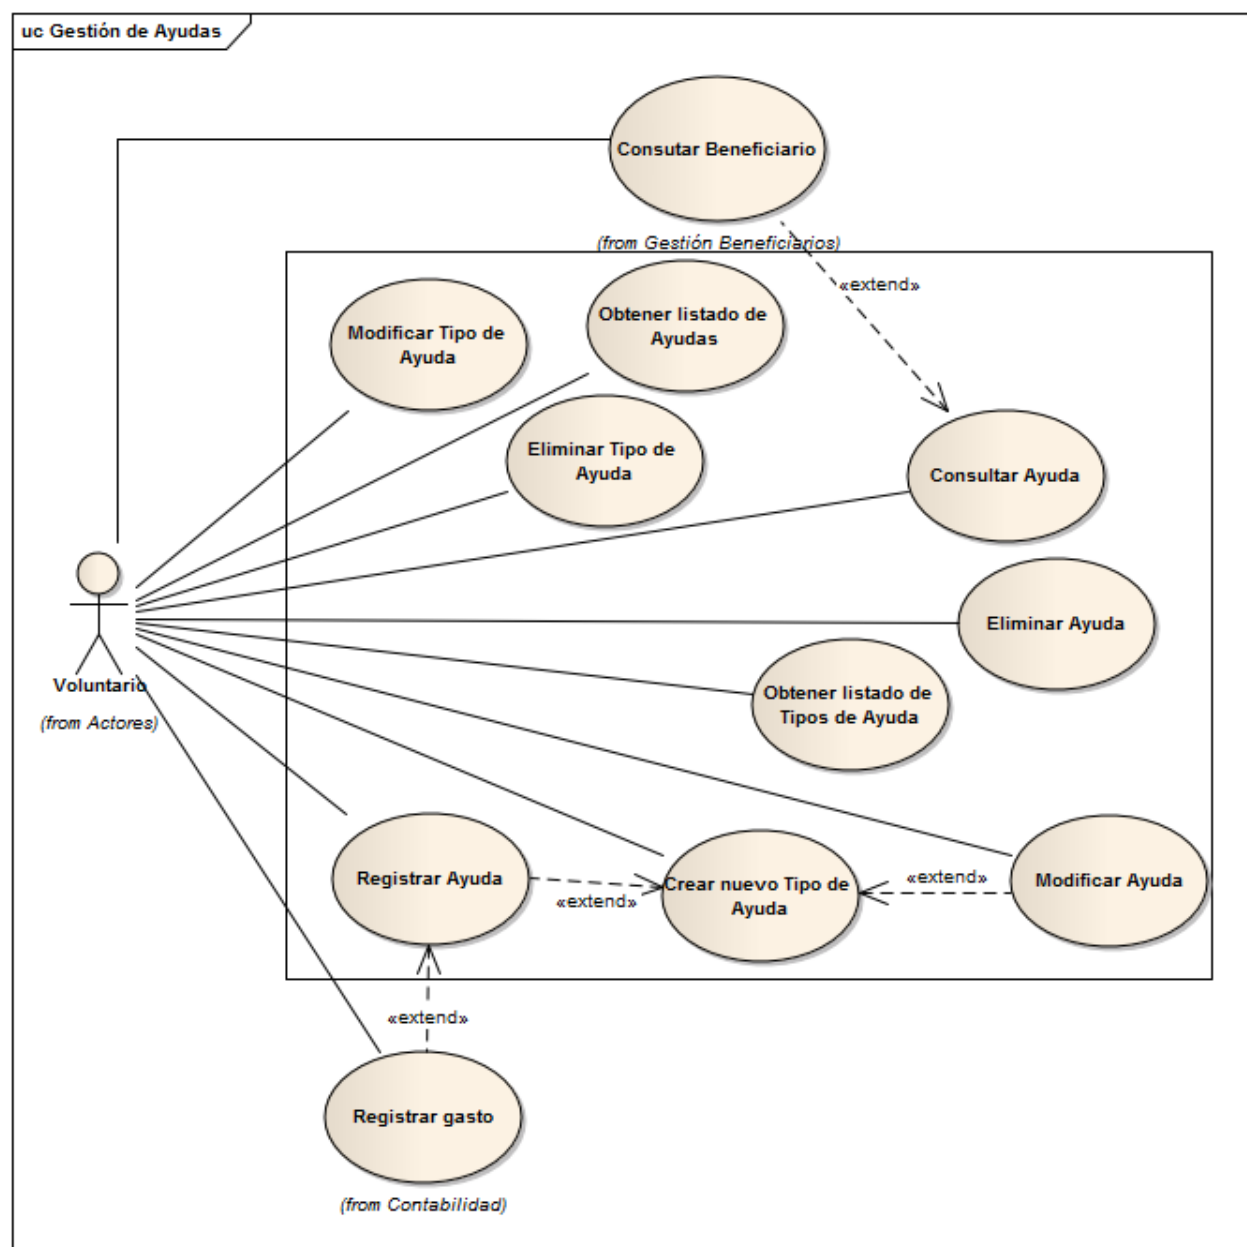 uc Gestión de Ayudas
Consutar Beneficiario
(from Gestión Beneficiarios)
«extend»
Obtener listado de
Ayudas
Modificar Tipo de
Ayuda
Eliminar Tipo de
Ayuda
Consultar Ayuda
Eliminar Ayuda
Voluntario
(from Actores)
Obtener listado de
Tipos de Ayuda
Registrar Ayuda
«extend»
Crear nuevo Tipo de
Ayuda
«extend»
Modificar Ayuda
«extend»
Registrar gasto
(from Contabilidad)